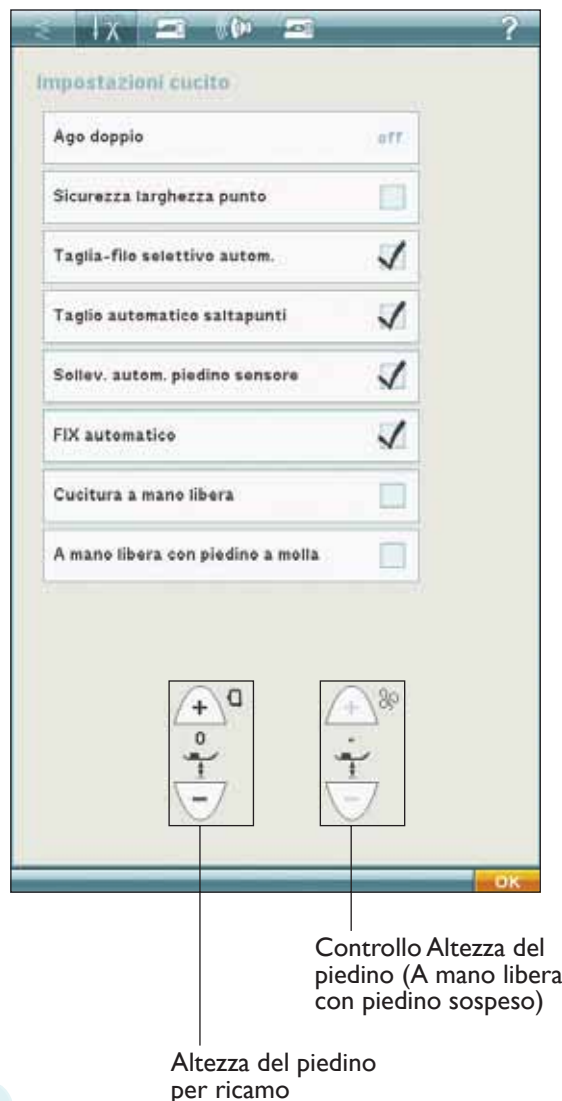 ?
Impostazioni cucito
Ago doppio off
Sicurezza larghezza punto
Taglia-filo selettivo autom.
Taglio automatico saltapunti
Sollev. autom. piedino sensore
FIX automatico
Cucitura a mano libera
A mano libera con piedino a molla
+ +
0 -
- -
OK
Controllo Altezza del
piedino (A mano libera
con piedino sospeso)
Altezza del piedino
per ricamo